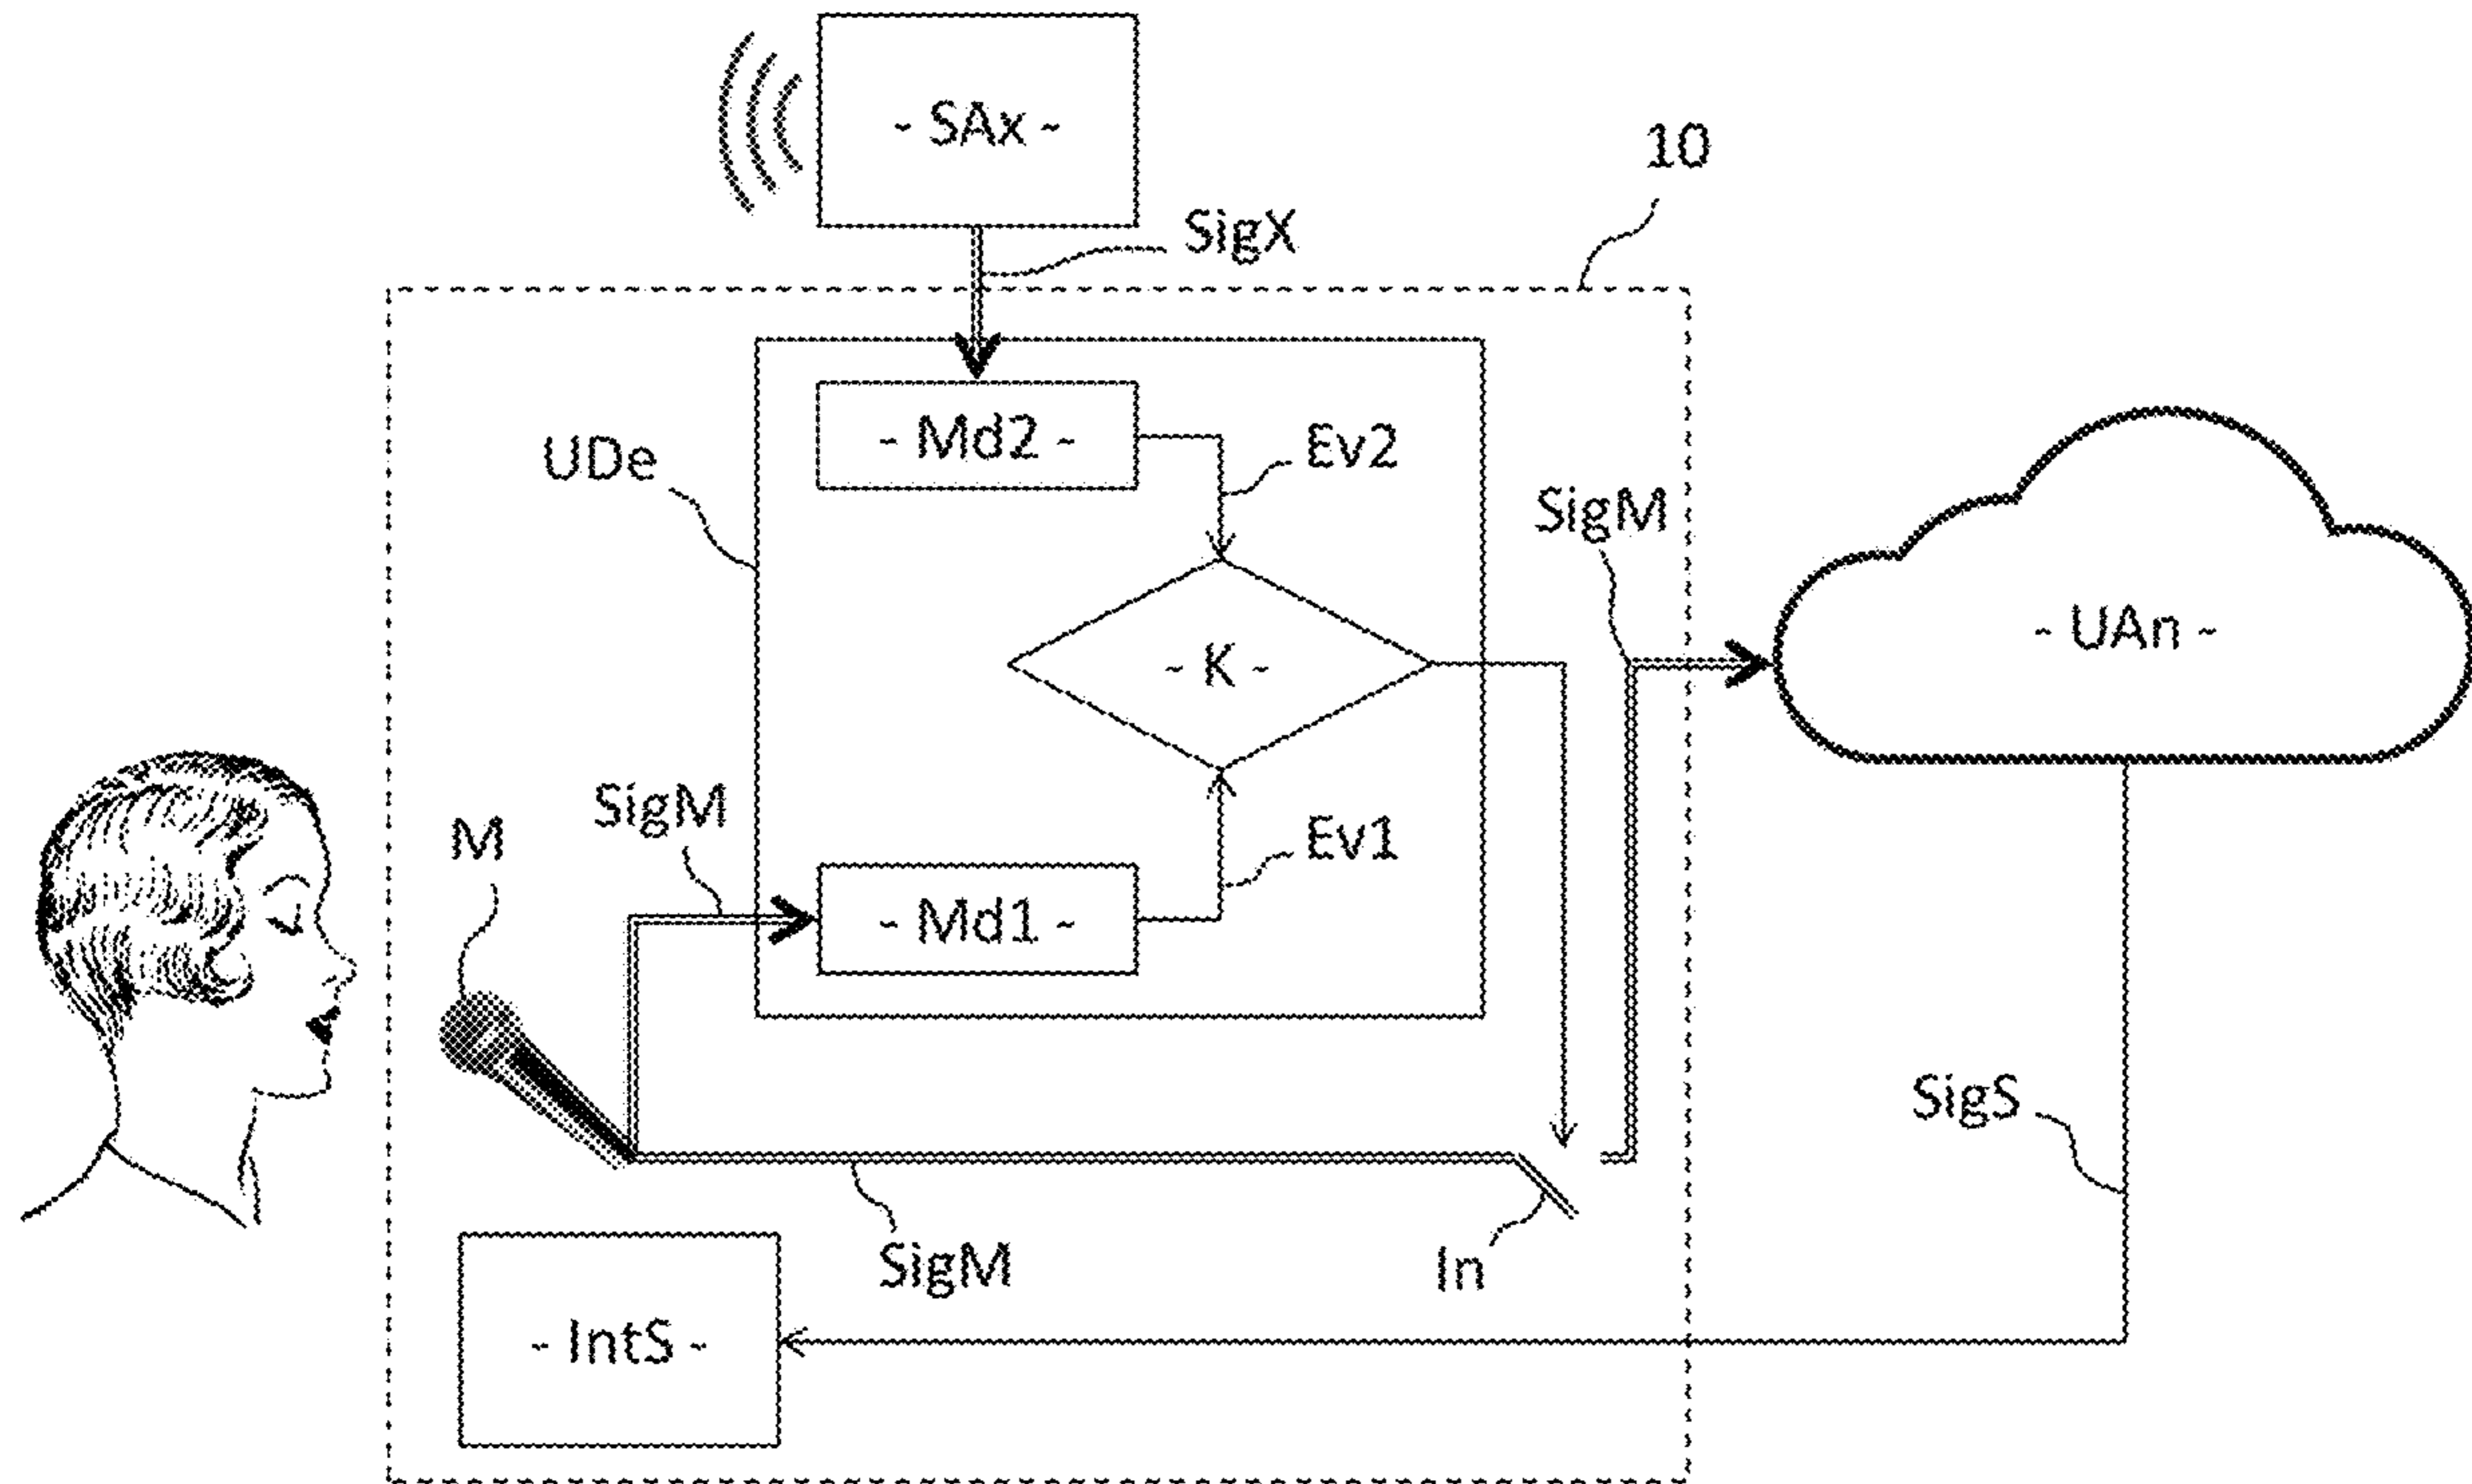 - SAx -
10
SigX
- Md2 -
Ev2
UDe
SigM
- UAn -
- K -
SigM
M
Ev1
- Md1 -
SigS
SigM
In
- IntS -